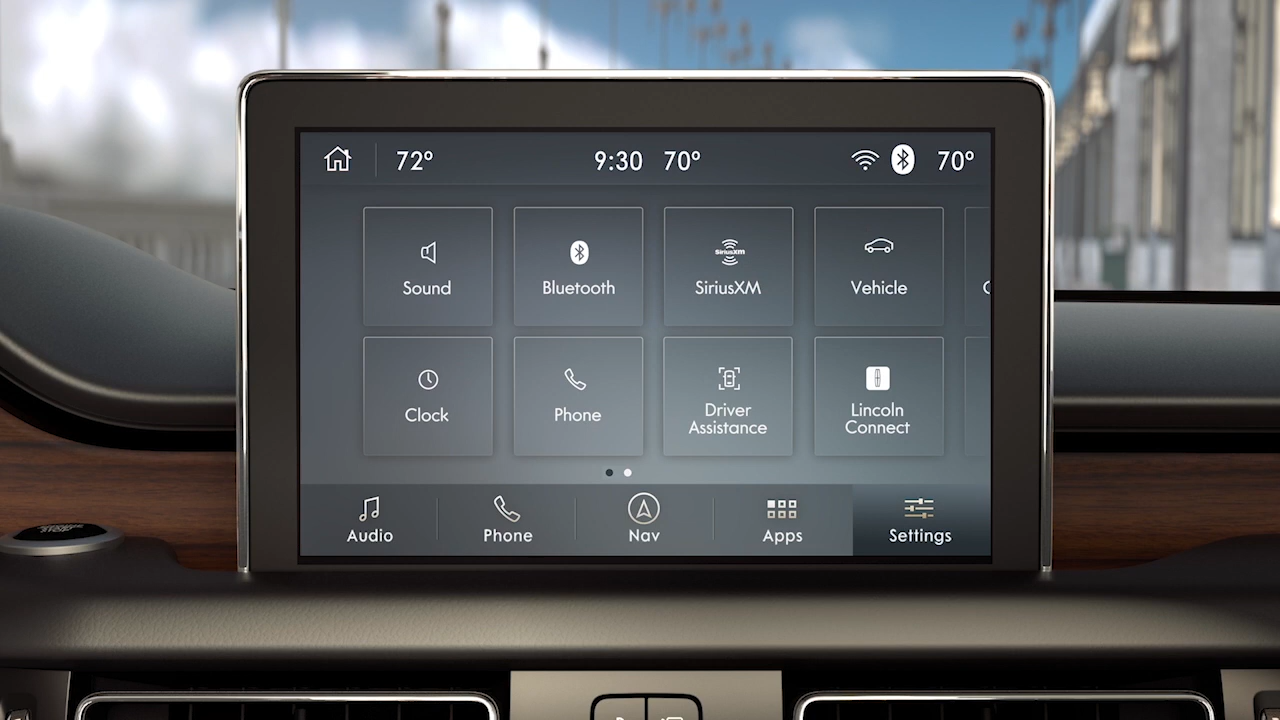 72° 9:30 70° 70°
Sound Bluetooth SiriusXM SiriusXM Vehicle
Clock Phone Driver Assistance Lincoln Connect
Audio Phone Nav Apps Settings